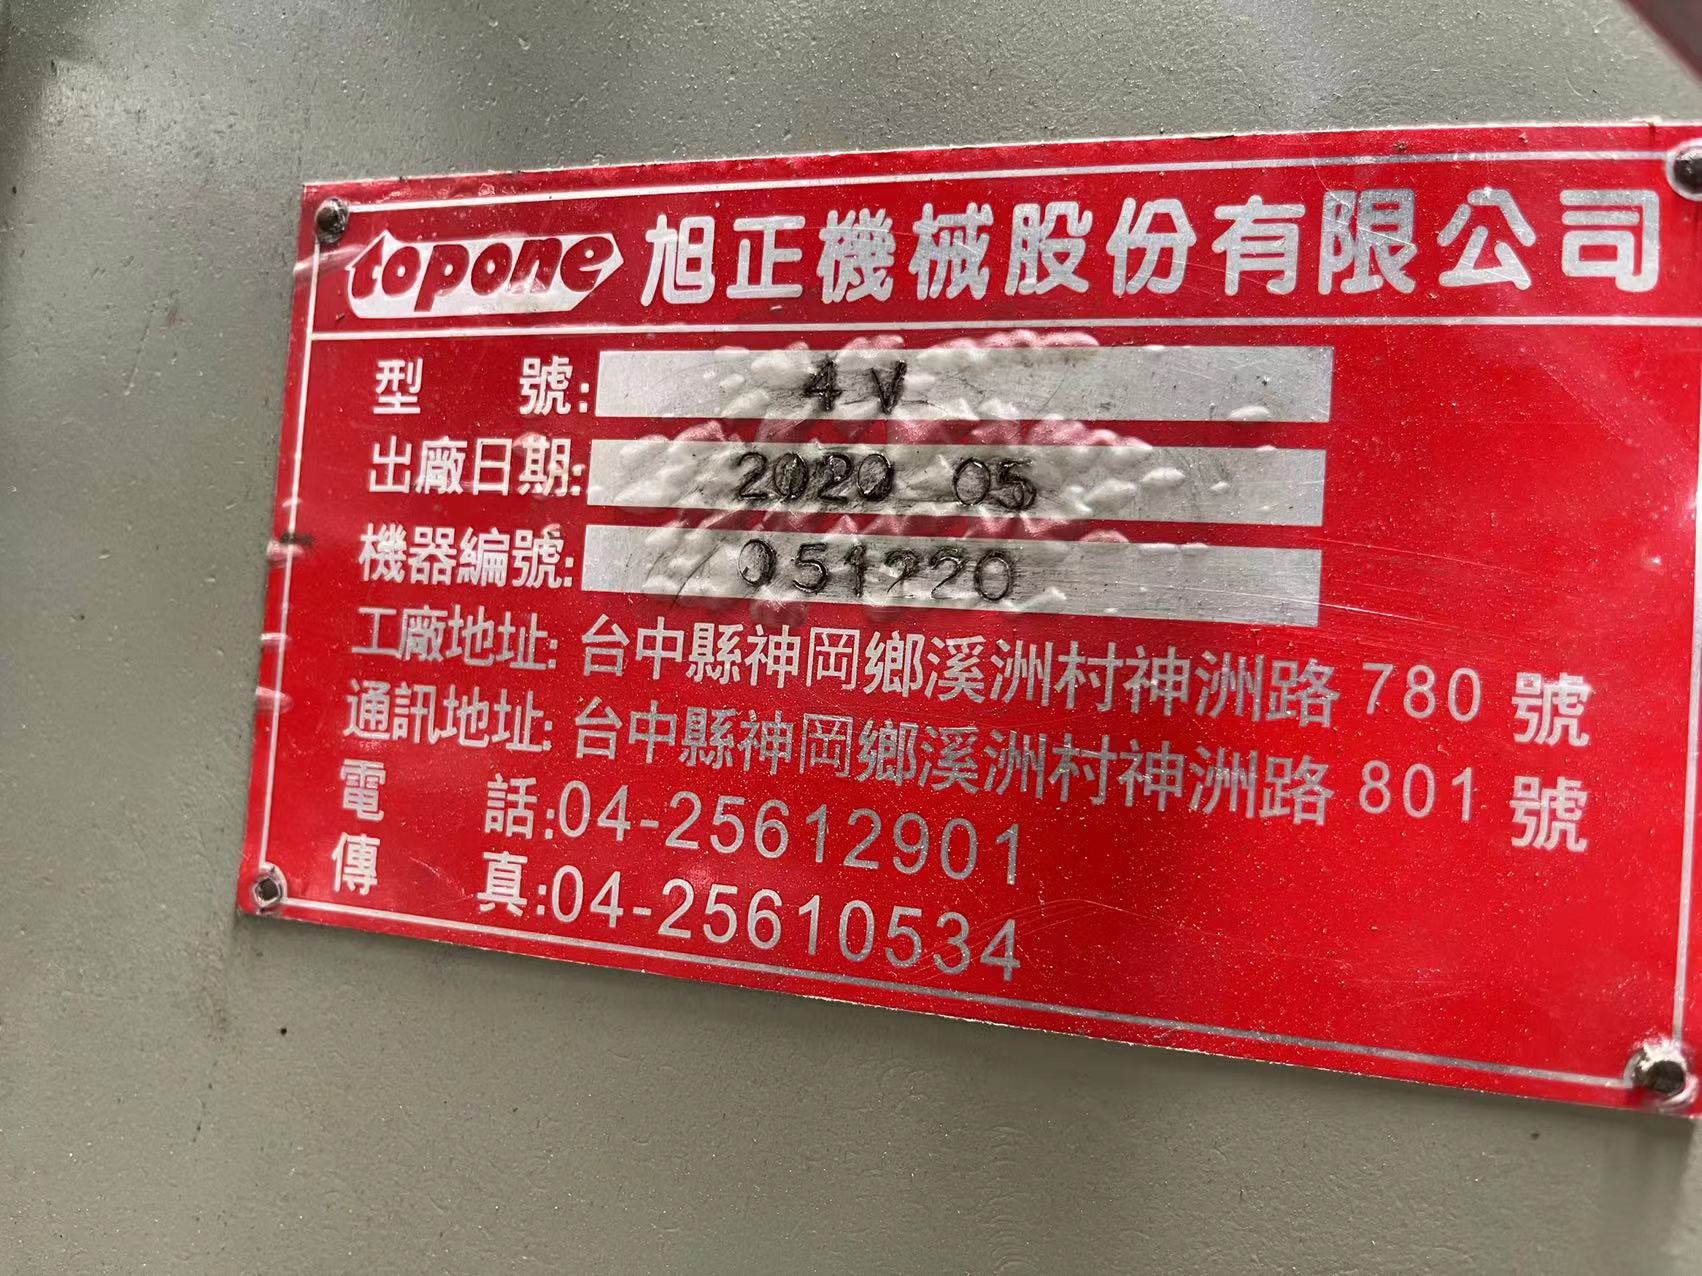 topone 旭正機械股份有限公司
型 號: 4 V
出廠日期: 2020 05
機器編號: 051220
工廠地址: 台中縣神岡鄉溪洲村神洲路 780 號
通訊地址: 台中縣神岡鄉溪洲村神洲路 801 號
電 話:04-25612901
傳 真:04-25610534